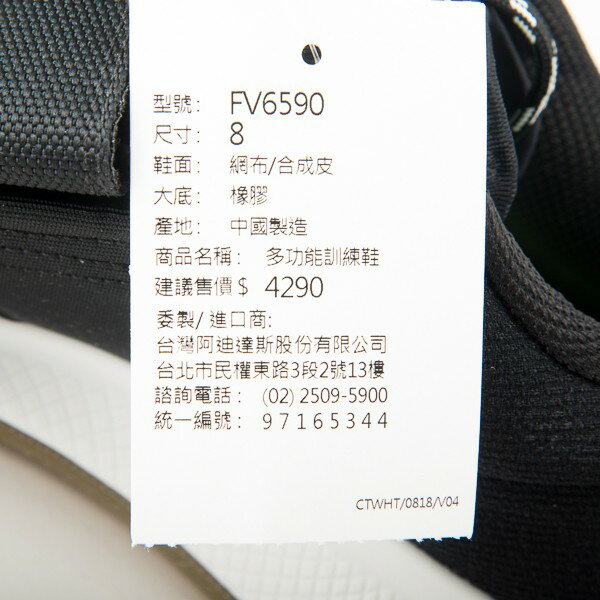 型號： FV6590
尺寸： 8
鞋面： 網布/合成皮
大底： 橡膠
產地： 中國製造
商品名稱： 多功能訓練鞋
建議售價$ 4290
委製/進口商:
台灣阿迪達斯股份有限公司
台北市民權東路3段2號13樓
諮詢電話： (02) 2509-5900
統一編號： 97165344
CTWHT/0818/V04